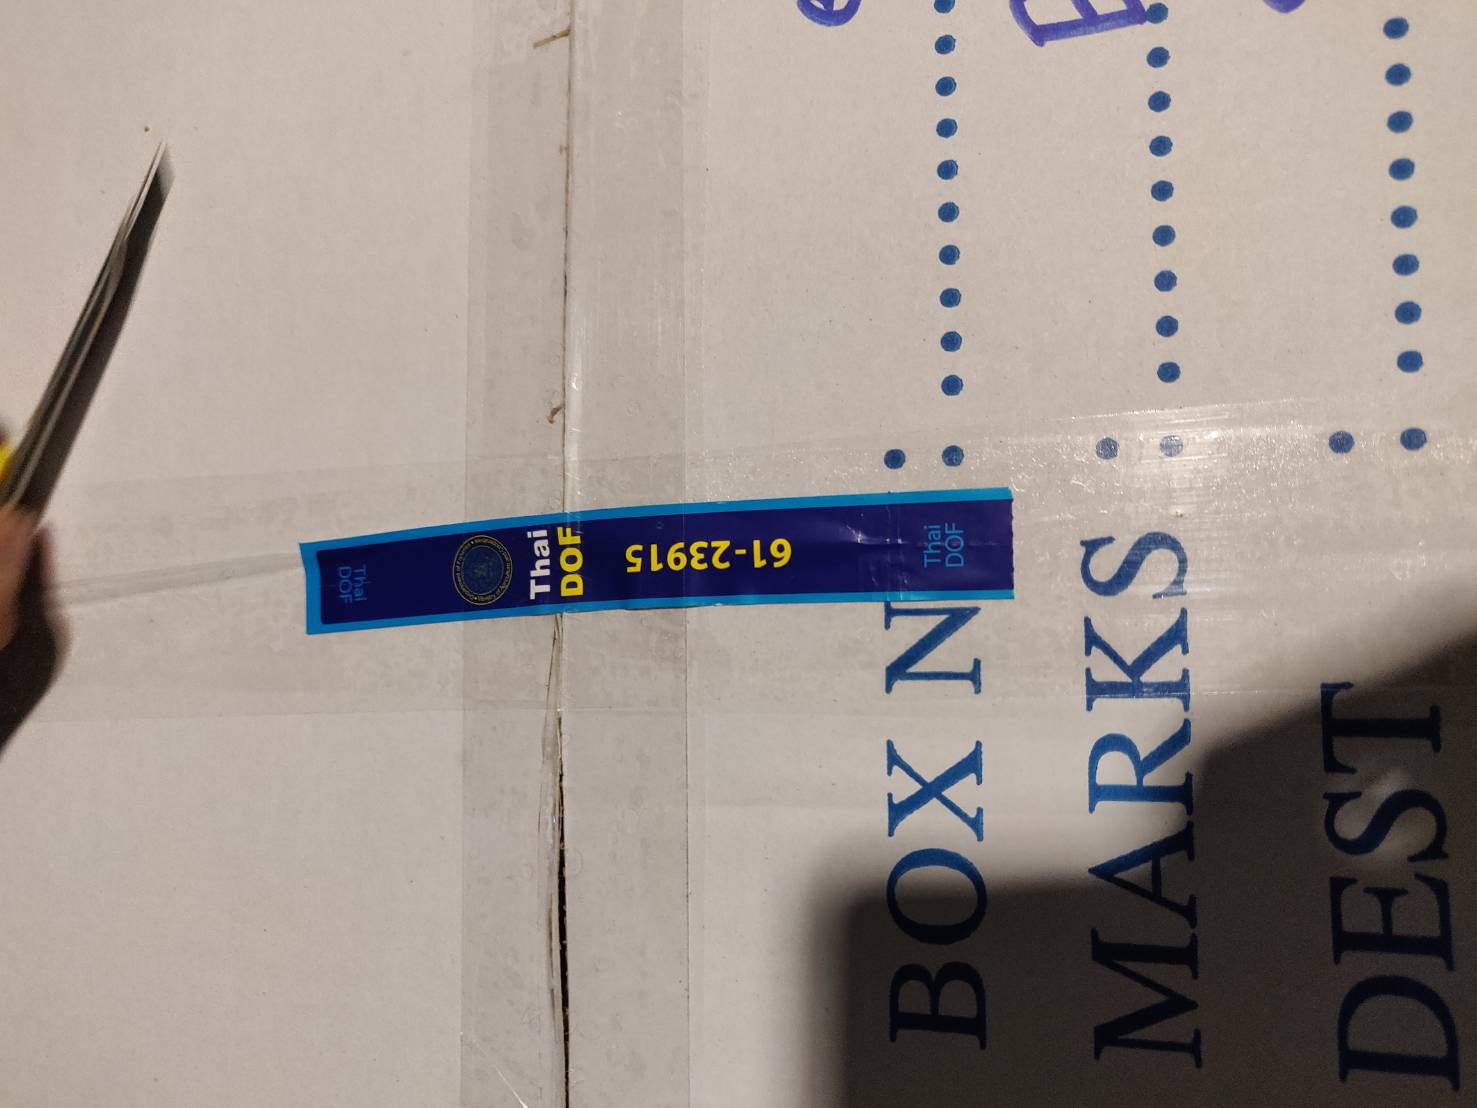 Thai
DOF
Thai
DOF
61-23915
Thai
DOF
BOX N
MARKS
DEST